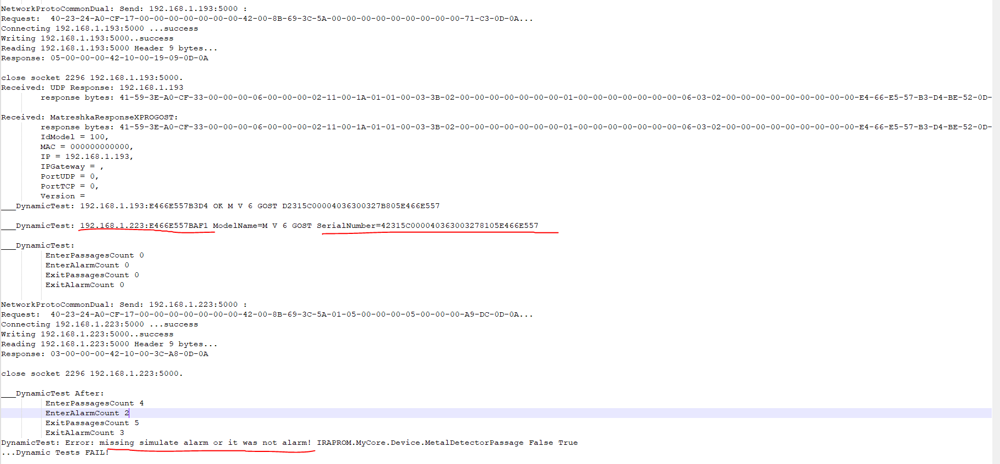 NetworkProtoCommonDual: Send: 192.168.1.193:5000 :
Request:  40-23-24-A0-CF-17-00-00-00-00-00-00-00-42-00-8B-69-3C-5A-00-00-00-00-00-00-00-00-00-71-C3-0D-0A...
Connecting 192.168.1.193:5000 ...success
Writing 192.168.1.193:5000..success
Reading 192.168.1.193:5000 Header 9 bytes...
Response: 05-00-00-00-42-10-00-19-09-0D-0A
close socket 2296 192.168.1.193:5000.
Received: UDP Response: 192.168.1.193
response bytes: 41-59-3E-A0-CF-33-00-00-00-06-00-00-00-02-11-00-1A-01-01-00-03-3B-02-00-00-00-00-00-00-00-01-00-00-00-00-00-00-00-06-03-02-00-00-00-00-00-00-00-00-00-E4-66-E5-57-B3-D4-BE-52-0D-
Received: MatreshkaResponseXPROGOST:
response bytes: 41-59-3E-A0-CF-33-00-00-00-06-00-00-00-02-11-00-1A-01-01-00-03-3B-02-00-00-00-00-00-00-00-01-00-00-00-00-00-00-00-06-03-02-00-00-00-00-00-00-00-00-00-E4-66-E5-57-B3-D4-BE-52-0D-
IdModel = 100,
MAC = 000000000000,
IP = 192.168.1.193,
IPGateway = ,
PortUDP = 0,
PortTCP = 0,
Version =
___DynamicTest: 192.168.1.193:E466E557B3D4 OK M V 6 GOST D2315C00004036300327B805E466E557
___DynamicTest: 192.168.1.223:E466E557BAF1 ModelName=M V 6 GOST SerialNumber=42315C000040363003278105E466E557
___DynamicTest:
EnterPassagesCount 0
EnterAlarmCount 0
ExitPassagesCount 0
ExitAlarmCount 0
NetworkProtoCommonDual: Send: 192.168.1.223:5000 :
Request:  40-23-24-A0-CF-17-00-00-00-00-00-00-00-42-00-8B-69-3C-5A-01-05-00-00-00-05-00-00-00-A9-DC-0D-0A...
Connecting 192.168.1.223:5000 ...success
Writing 192.168.1.223:5000..success
Reading 192.168.1.223:5000 Header 9 bytes...
Response: 03-00-00-00-42-10-00-3C-A8-0D-0A
close socket 2296 192.168.1.223:5000.
___DynamicTest After:
EnterPassagesCount 4
EnterAlarmCount 2
ExitPassagesCount 5
ExitAlarmCount 3
DynamicTest: Error: missing simulate alarm or it was not alarm! IRAPROM.MyCore.Device.MetalDetectorPassage False True
...Dynamic Tests FAIL!